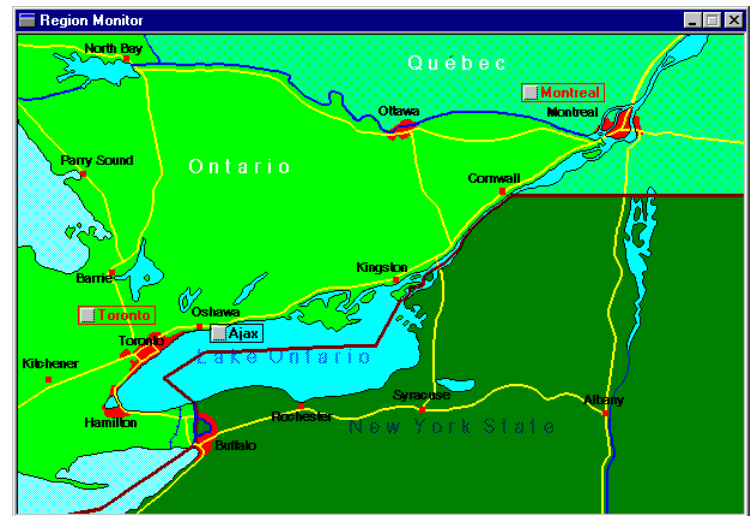 Region Monitor
North Bay
Québec
Montreal
Ottawa
Montreal
Parry Sound
Ontario
Cornwall
Barrie
Kingston
Toronto
Oshawa
Ajax
Toronto
Lake Ontario
Kitchener
Hamilton
Rochester
Syracuse
Albany
New York State
Buffalo